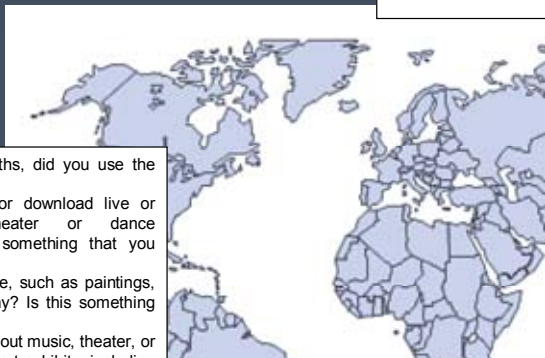 ths, did you use the
or download live or
eater or dance
something that you
e, such as paintings,
y? Is this something
out music, theater, or